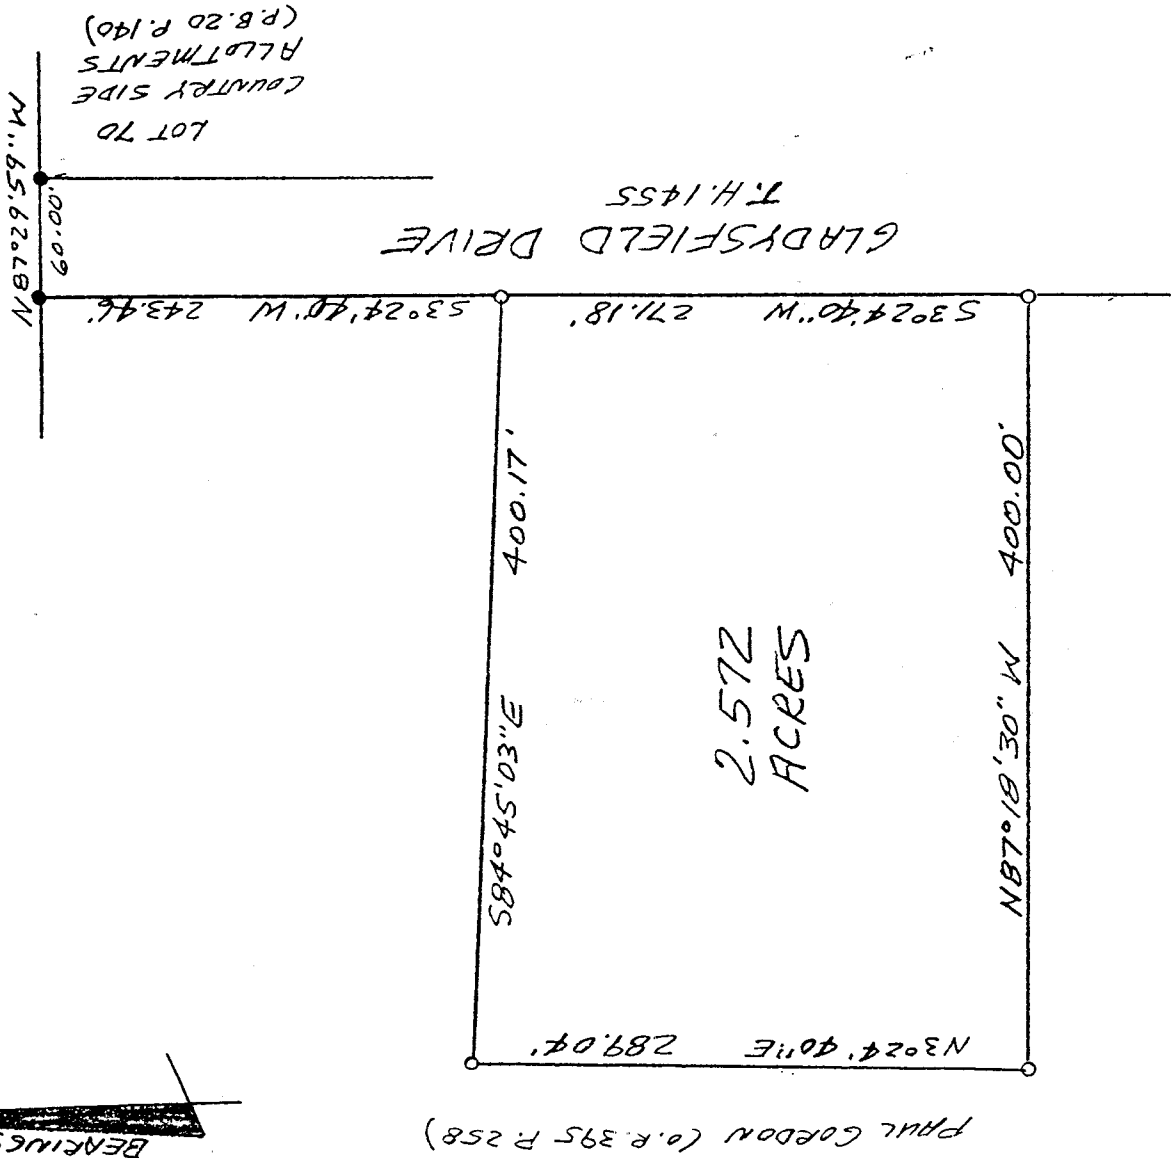 PAUL GORDON (O.R. 395 P. 258)
BEARINGS
N3°24'40"E 289.04'
N87°18'30" W 400.00'
2.572
ACRES
S84°45'03"E 400.17'
S3°24'40"W 271.18'
S3°24'40"W 243.46'
GLADYSFIELD DRIVE
T.H. 1455
60.00'
N87°29'59"W
LOT 70
COUNTRY SIDE
ALLOTMENTS
(P.B. 20 P. 140)